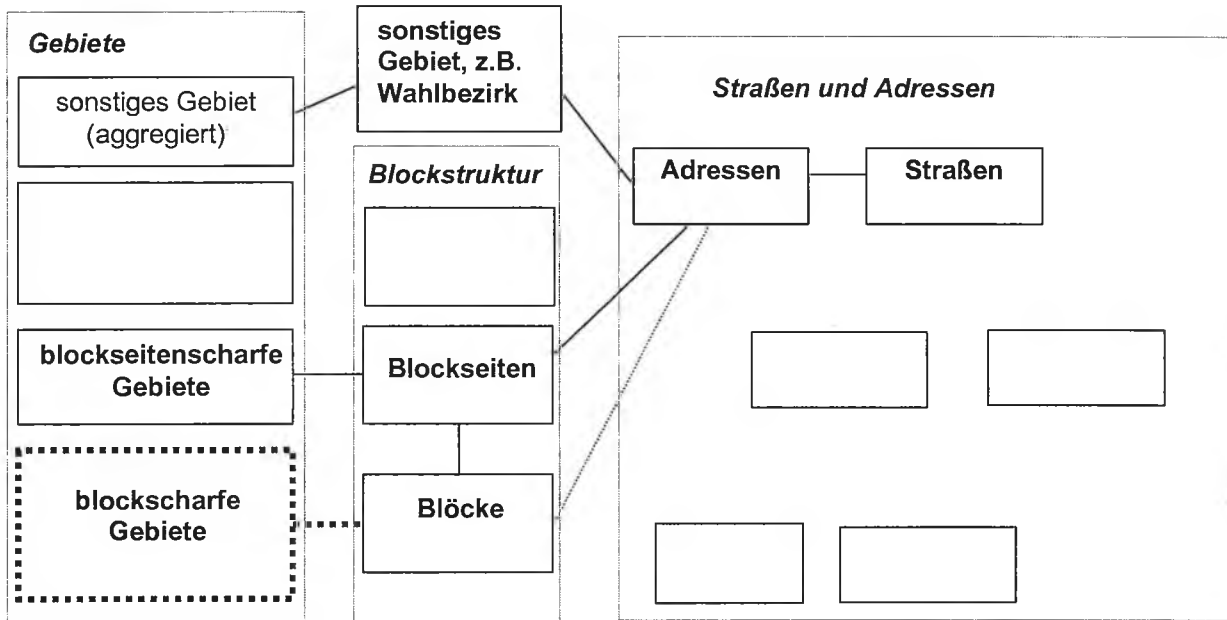 Gebiete
sonstiges Gebiet
(aggregiert)
blockseitenscharfe
Gebiete
blockscharfe
Gebiete
sonstiges
Gebiet, z.B.
Wahlbezirk
Blockstruktur
Blockseiten
Blöcke
Straßen und Adressen
Adressen
Straßen